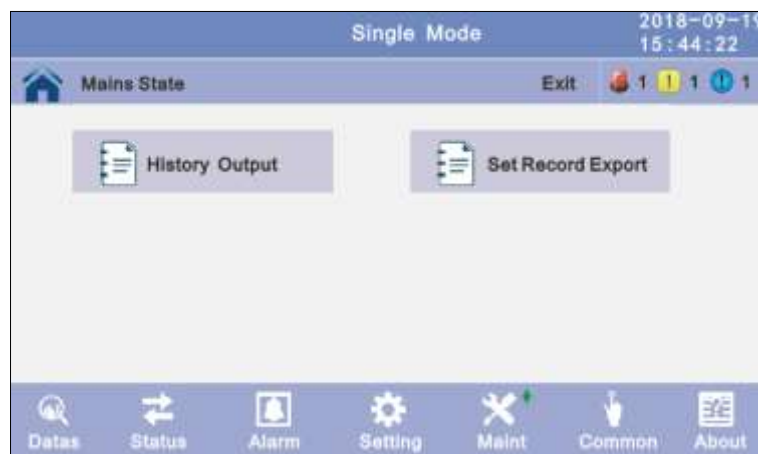 Single Mode
2018-09-19
15:44:22
Mains State
Exit
1
1
1
History Output
Set Record Export
Datas
Status
Alarm
Setting
Maint
Common
About